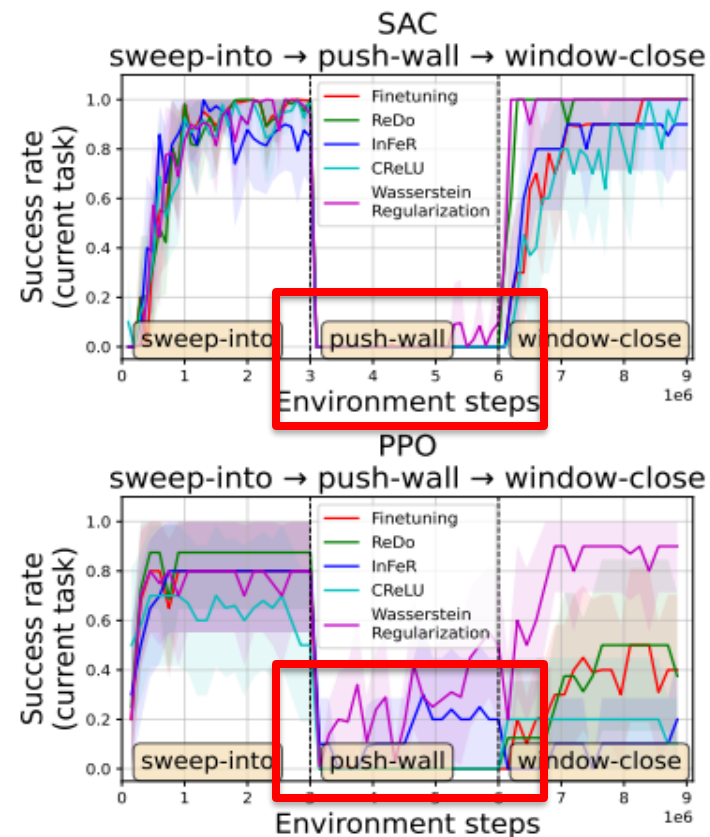 SAC
sweep-into → push-wall → window-close
Success rate
(current task)
1.0
0.8
0.6
0.4
0.2
0.0
Finetuning
ReDo
InFeR
CReLU
Wasserstein
Regularization
sweep-into
push-wall
window-close
0 1 2 3 4 5 6 7 8 9
1e6
Environment steps
PPO
sweep-into → push-wall → window-close
Success rate
(current task)
1.0
0.8
0.6
0.4
0.2
0.0
Finetuning
ReDo
InFeR
CReLU
Wasserstein
Regularization
sweep-into
push-wall
window-close
0 1 2 3 4 5 6 7 8 9
1e6
Environment steps